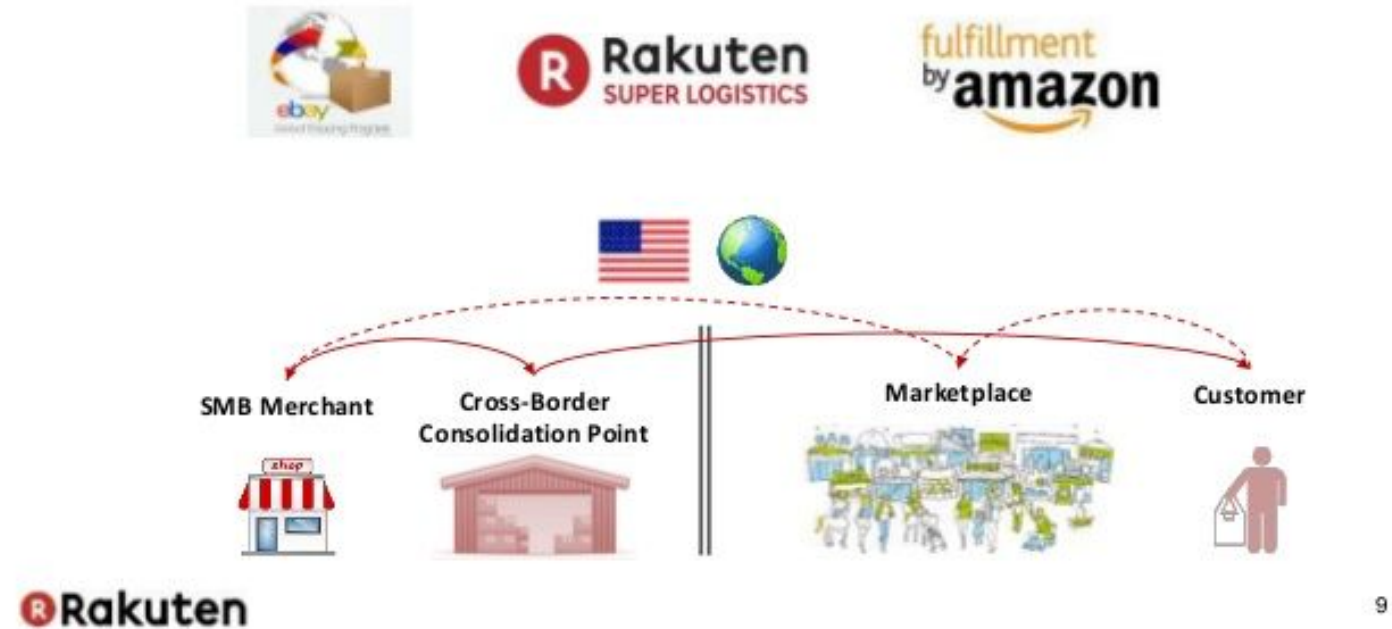 ebay
Rakuten
SUPER LOGISTICS
fulfillment
by amazon
SMB Merchant
Cross-Border
Consolidation Point
Marketplace
Customer
shop
Rakuten
9